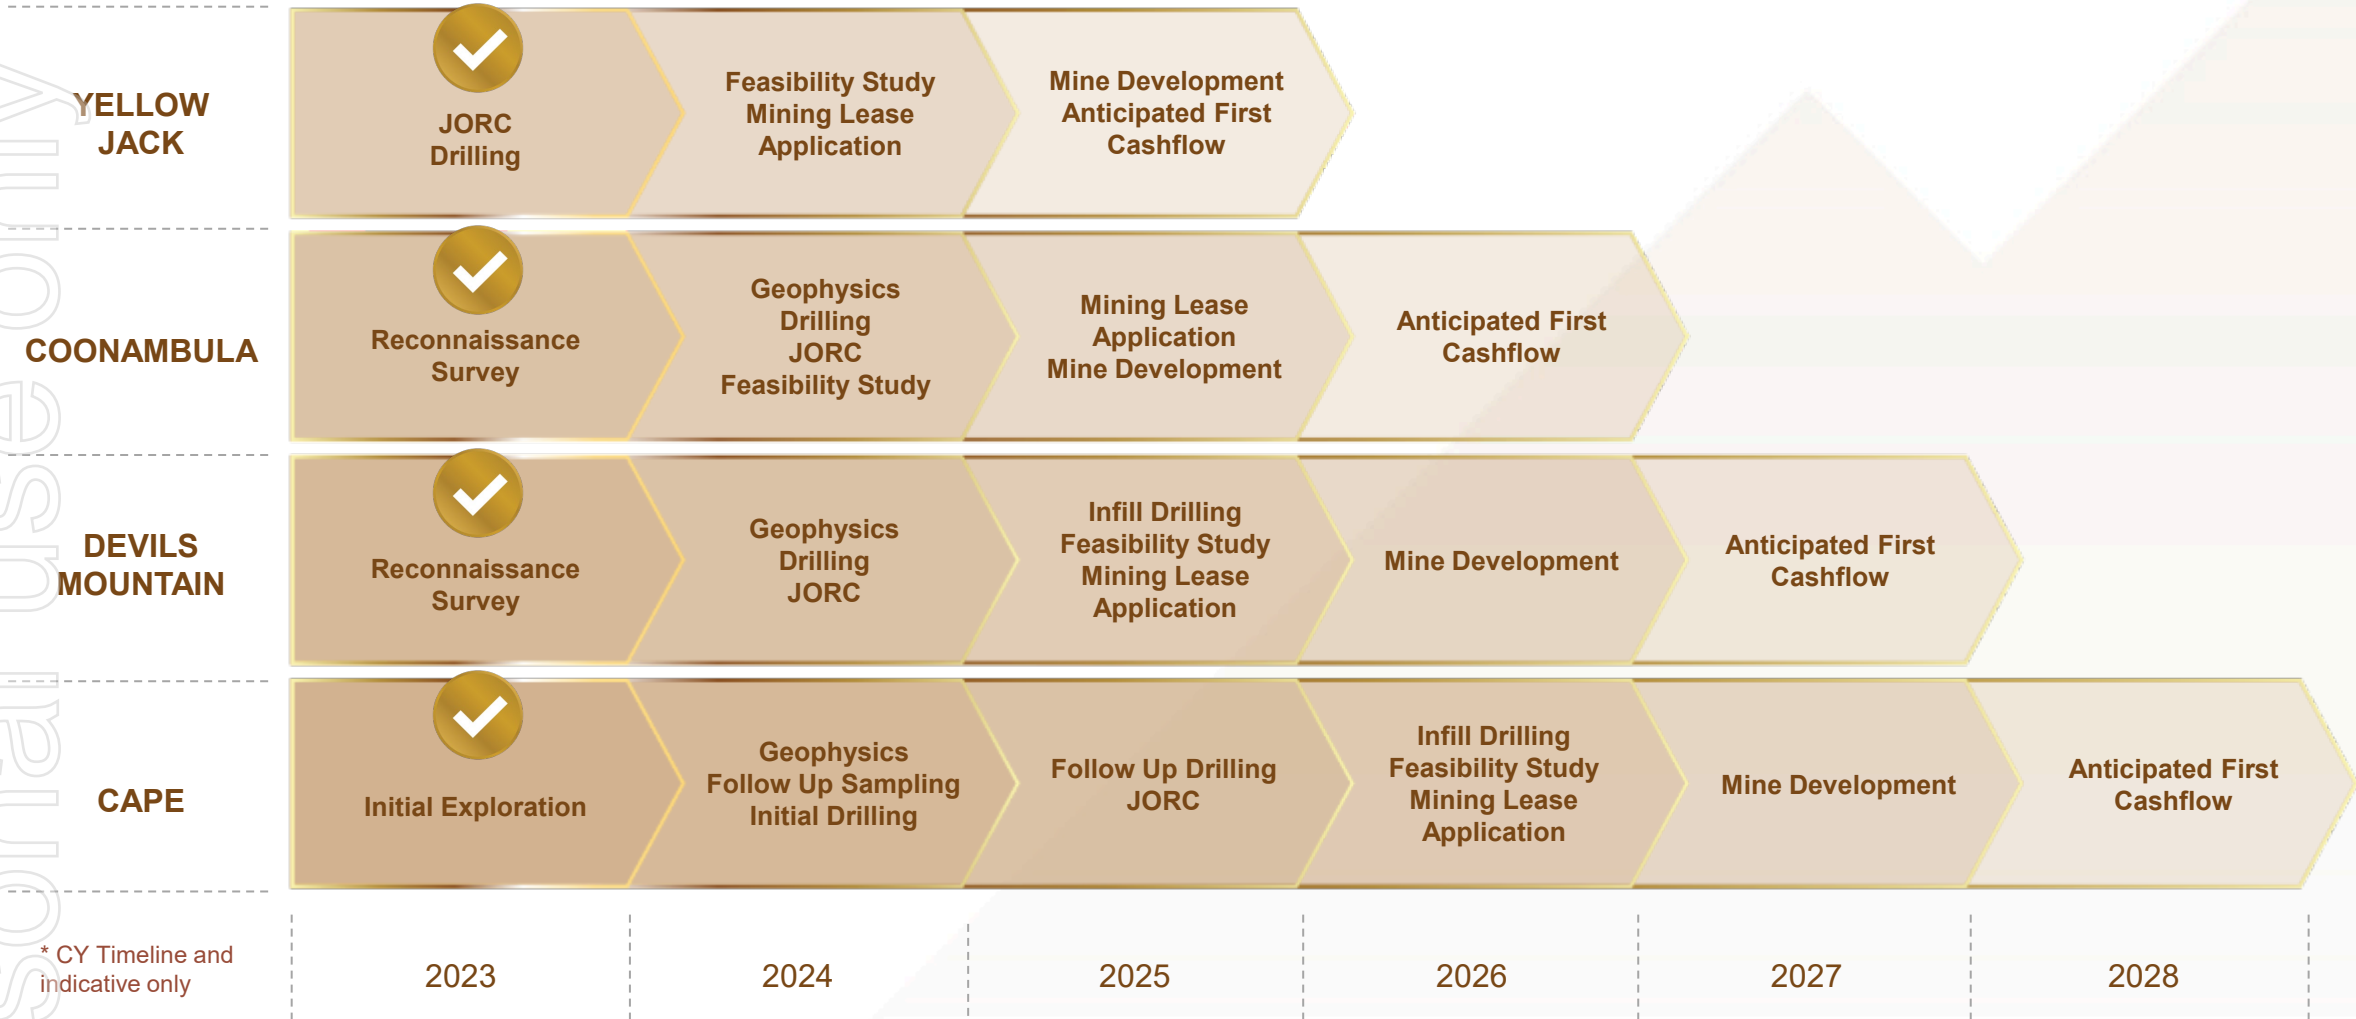 YELLOW
JACK
JORC
Drilling
Feasibility Study
Mining Lease
Application
Mine Development
Anticipated First
Cashflow
COONAMBULA
Reconnaissance
Survey
Geophysics
Drilling
JORC
Feasibility Study
Mining Lease
Application
Mine Development
Anticipated First
Cashflow
DEVILS
MOUNTAIN
Reconnaissance
Survey
Geophysics
Drilling
JORC
Infill Drilling
Feasibility Study
Mining Lease
Application
Mine Development
Anticipated First
Cashflow
CAPE
Initial Exploration
Geophysics
Follow Up Sampling
Initial Drilling
Follow Up Drilling
JORC
Infill Drilling
Feasibility Study
Mining Lease
Application
Mine Development
Anticipated First
Cashflow
* CY Timeline and
indicative only
2023
2024
2025
2026
2027
2028
sonal use only